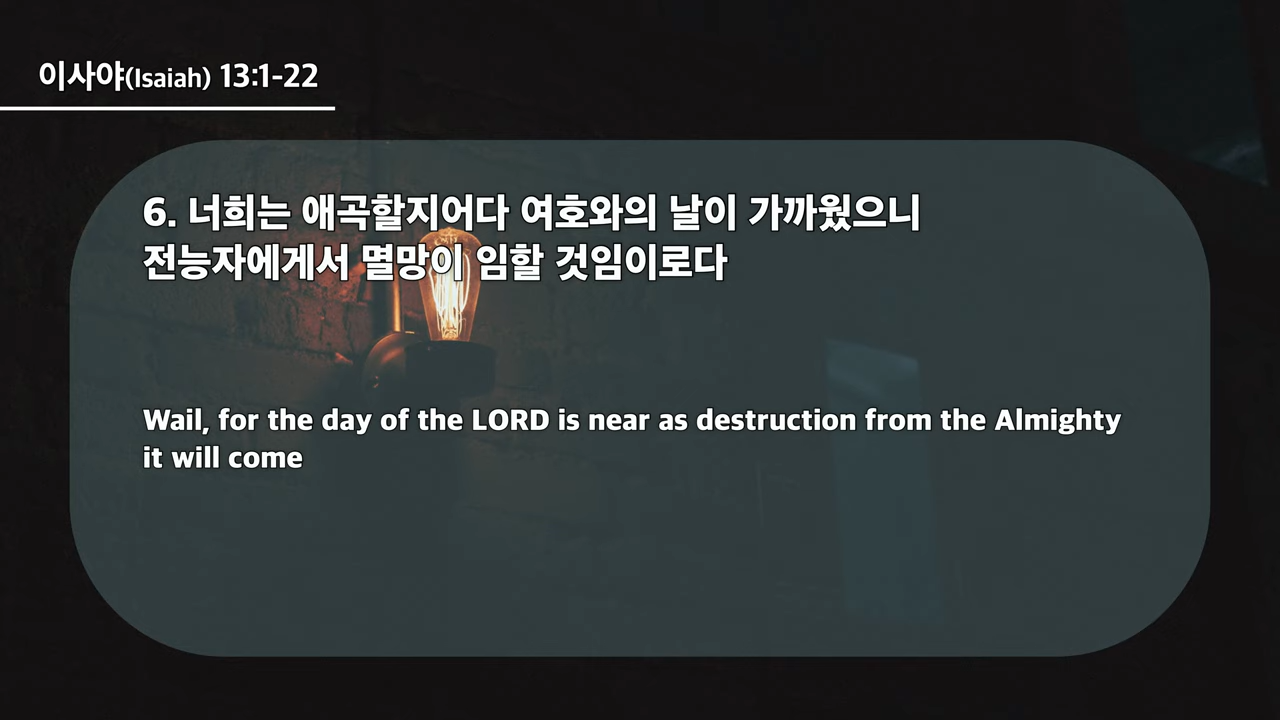 이사야(Isaiah) 13:1-22
6. 너희는 애곡할지어다 여호와의 날이 가까웠으니
전능자에게서 멸망이 임할 것임이로다
Wail, for the day of the LORD is near as destruction from the Almighty
it will come